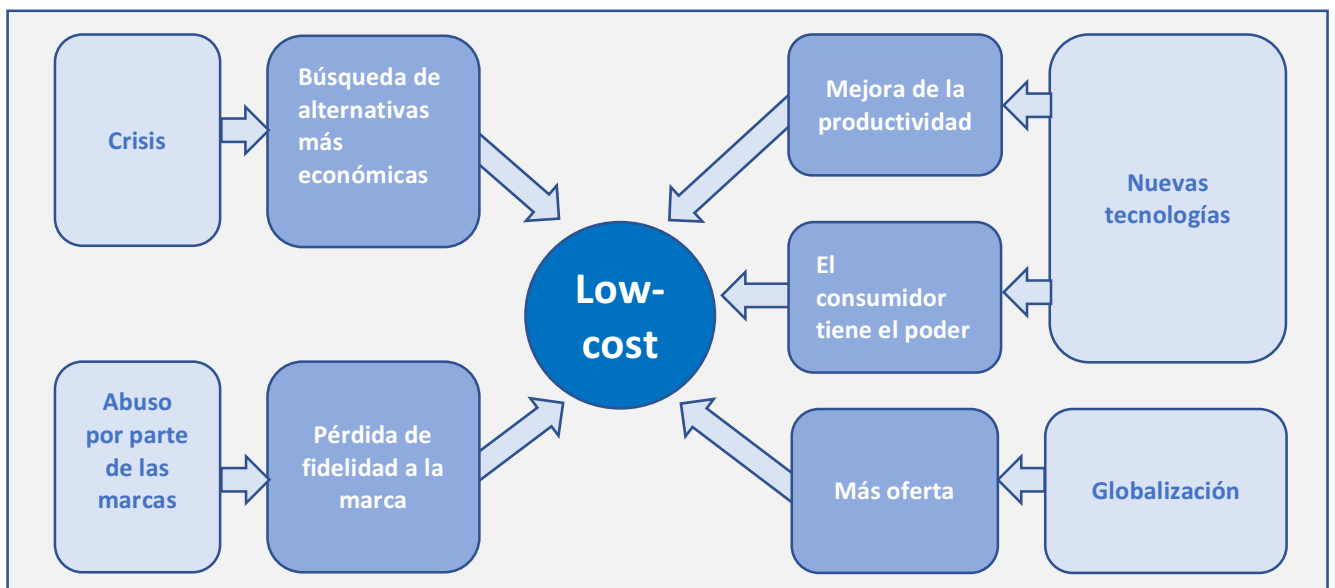 Crisis
Búsqueda de
alternativas
más
económicas
Mejora de la
productividad
Nuevas
tecnologías
Low-
cost
El
consumidor
tiene el poder
Abuso
por parte
de las
marcas
Pérdida de
fidelidad a la
marca
Más oferta
Globalización